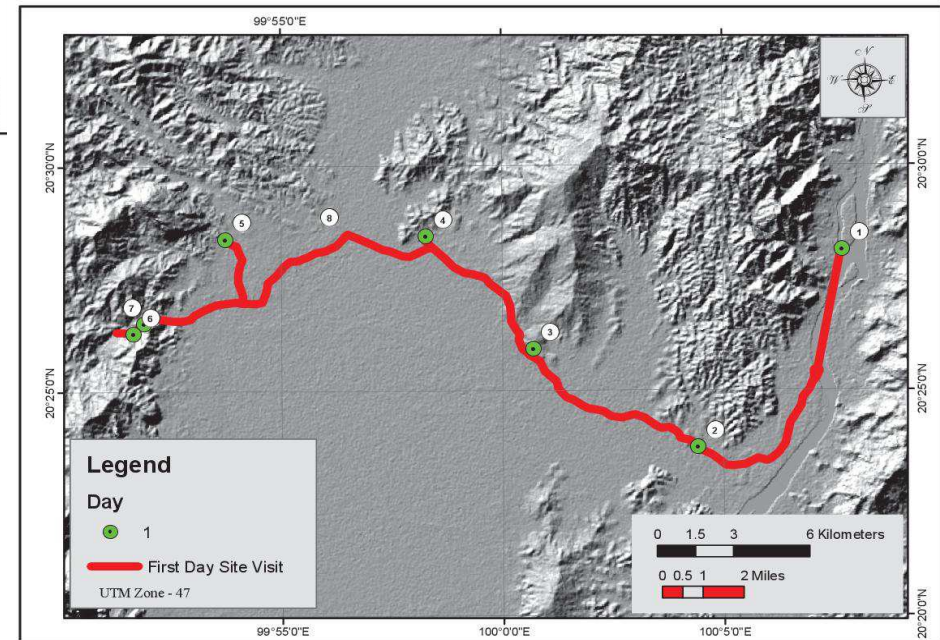 99°55'0"E
N
W E
S
20°30'0"N
20°30'0"N
5
8
4
1
7
6
3
20°25'0"N
20°25'0"N
2
Legend
Day
1
First Day Site Visit
UTM Zone - 47
0 1.5 3 6 Kilometers
0 0.5 1 2 Miles
20°20'0"N
99°55'0"E
100°0'0"E
100°5'0"E